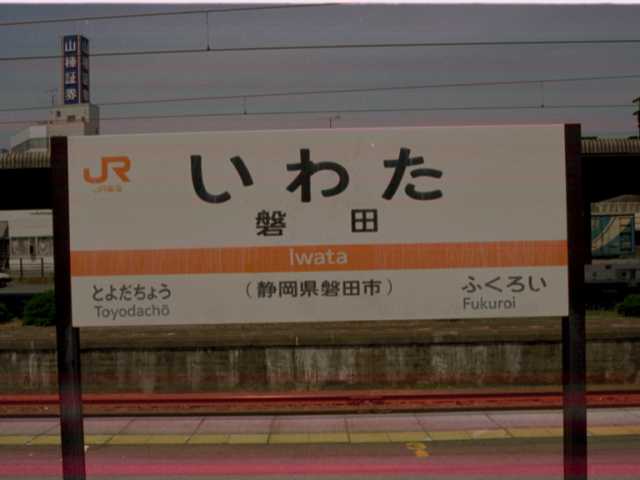 山種証券
JR
JR東海
いわた
磐田
Iwata
とよだちょう
Toyodachō
（静岡県磐田市）
ふくろい
Fukuroi